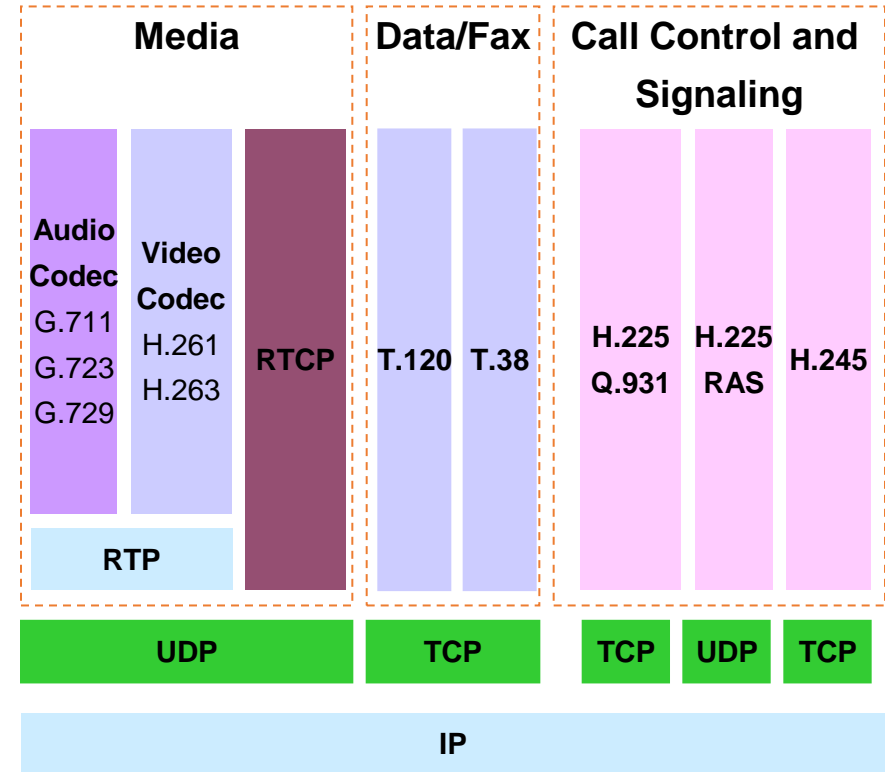 Media
Data/Fax
Call Control and
Signaling
Audio
Codec
G.711
G.723
G.729
Video
Codec
H.261
H.263
RTCP
T.120
T.38
H.225
Q.931
H.225
RAS
H.245
RTP
UDP
TCP
TCP
UDP
TCP
IP